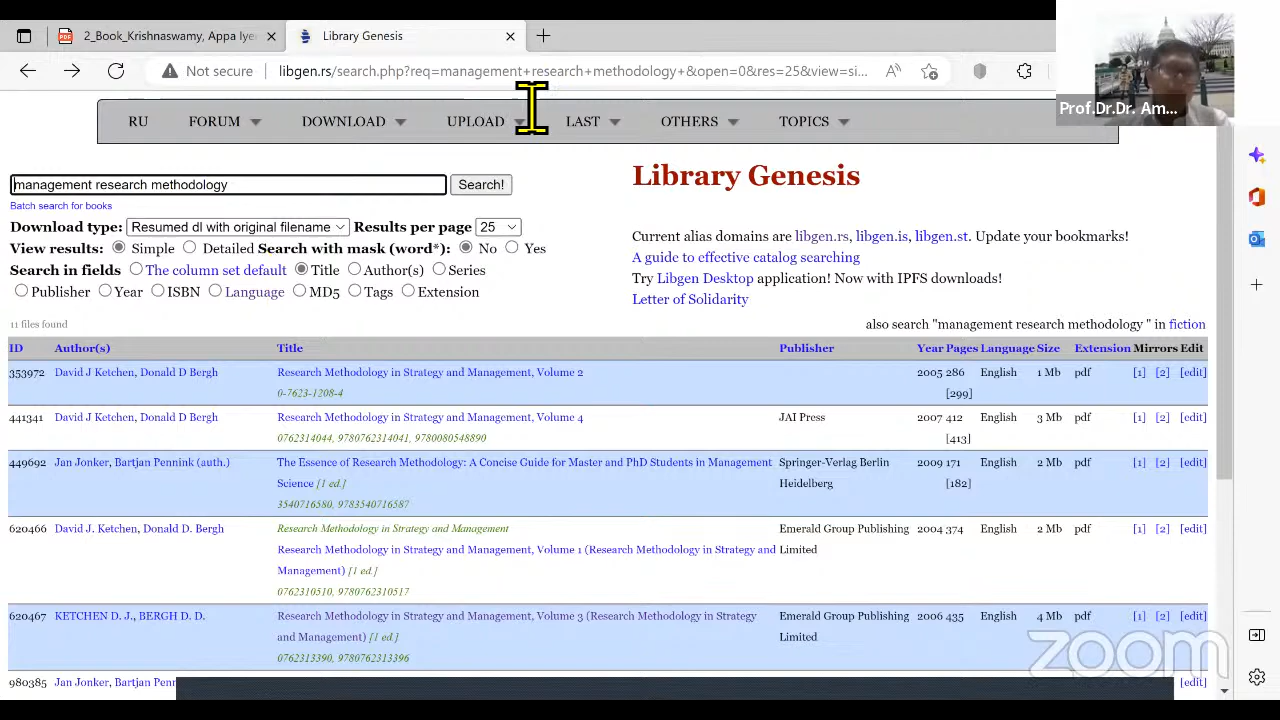 2_Book_Krishnaswamy, Appa Iye
Library Genesis
Not secure
libgen.rs/search.php?req=management+research+methodology+&open=0&res=25&view=si...
Prof.Dr.Dr. Am...
RU FORUM DOWNLOAD UPLOAD LAST OTHERS TOPICS
management research methodology Search!
Library Genesis
Batch search for books
Download type: Resumed dl with original filename Results per page 25
View results: Simple Detailed Search with mask (word*): No Yes
Search in fields The column set default Title Author(s) Series
Publisher Year ISBN Language MD5 Tags Extension
Current alias domains are libgen.rs, libgen.is, libgen.st. Update your bookmarks!
A guide to effective catalog searching
Try Libgen Desktop application! Now with IPFS downloads!
Letter of Solidarity
11 files found
also search "management research methodology " in fiction
ID Author(s) Title Publisher Year Pages Language Size Extension Mirrors Edit
353972 David J Ketchen, Donald D Bergh Research Methodology in Strategy and Management, Volume 2 2005 286 English 1 Mb pdf [1] [2] [edit]
0-7623-1208-4 [299]
441341 David J Ketchen, Donald D Bergh Research Methodology in Strategy and Management, Volume 4 JAI Press 2007 412 English 3 Mb pdf [1] [2] [edit]
0762314044, 9780762314041, 9780080548890 [413]
449692 Jan Jonker, Bartjan Pennink (auth.) The Essence of Research Methodology: A Concise Guide for Master and PhD Students in Management Springer-Verlag Berlin 2009 171 English 2 Mb pdf [1] [2] [edit]
Science [1 ed.] Heidelberg [182]
3540716580, 9783540716587
620466 David J. Ketchen, Donald D. Bergh Research Methodology in Strategy and Management Emerald Group Publishing 2004 374 English 2 Mb pdf [1] [2] [edit]
Research Methodology in Strategy and Management, Volume 1 (Research Methodology in Strategy and Limited
Management) [1 ed.]
0762310510, 9780762310517
620467 KETCHEN D. J., BERGH D. D. Research Methodology in Strategy and Management, Volume 3 (Research Methodology in Strategy Emerald Group Publishing 2006 435 English 4 Mb pdf [1] [2] [edit]
and Management) [1 ed.] Limited
0762313390, 9780762313396
zoom
980385 Jan Jonker, Bartjan Penn [edit]